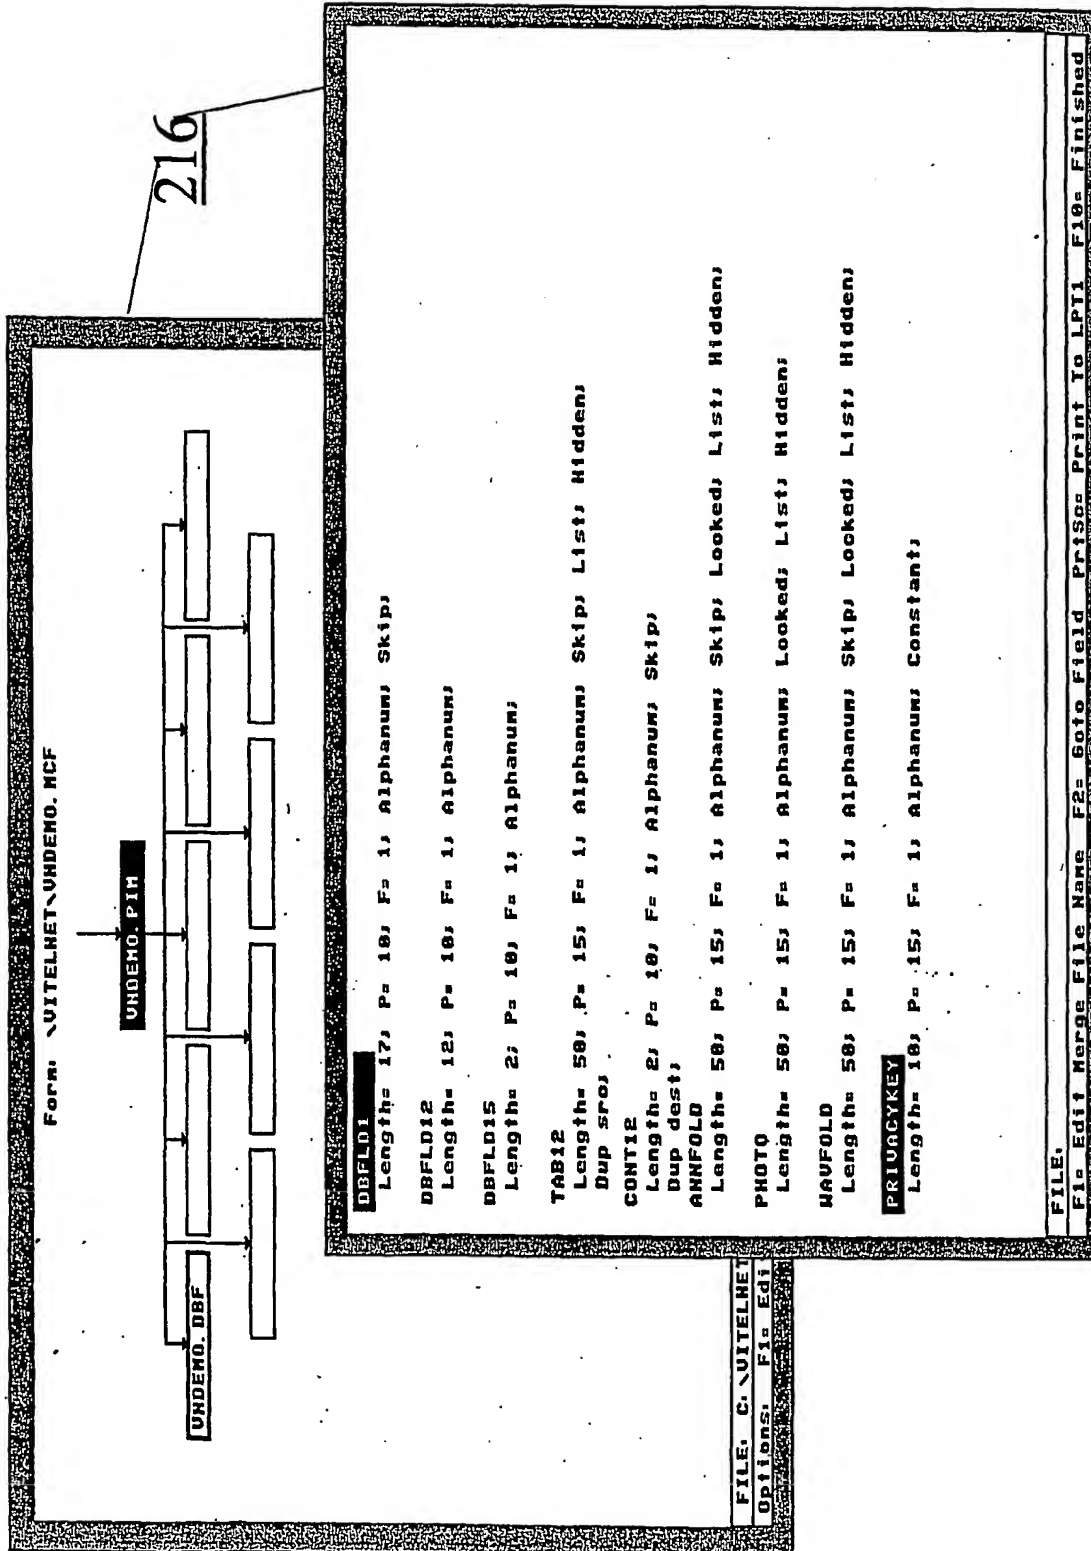 216
Form: \VITELNET\VNDEMO.MCF
VNDEMO.PIM
VNDEMO.DBF
FILE: C:\VITELNET
Options: F1= Edi
DBFLD1
Length= 17; P= 10; F= 1; Alphanum; Skip;
DBFLD12
Length= 12; P= 10; F= 1; Alphanum;
DBFLD15
Length= 2; P= 10; F= 1; Alphanum;
TAB12
Length= 50; P= 15; F= 1; Alphanum; Skip; List; Hidden;
Dup src;
CONT12
Length= 2; P= 10; F= 1; Alphanum; Skip;
Dup dest;
ANNFOLD
Length= 50; P= 15; F= 1; Alphanum; Skip; Locked; List; Hidden;
PHOTO
Length= 50; P= 15; F= 1; Alphanum; Locked; List; Hidden;
WAVFOLD
Length= 50; P= 15; F= 1; Alphanum; Skip; Locked; List; Hidden;
PRIVACYKEY
Length= 10; P= 15; F= 1; Alphanum; Constant;
FILE:
F1= Edit Merge File Name F2= Goto Field PrtSc= Print To LPT1 F10= Finished